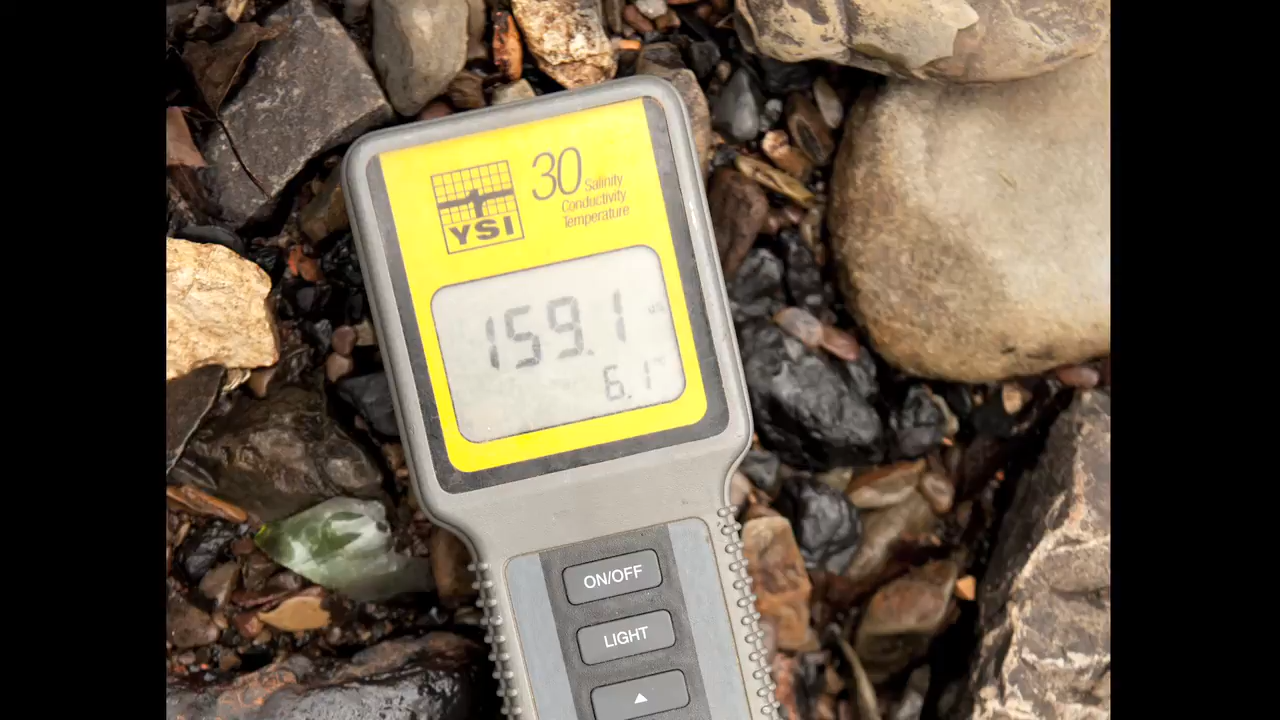 30
Salinity
Conductivity
Temperature
YSI
159.1
6.1
ON/OFF
LIGHT